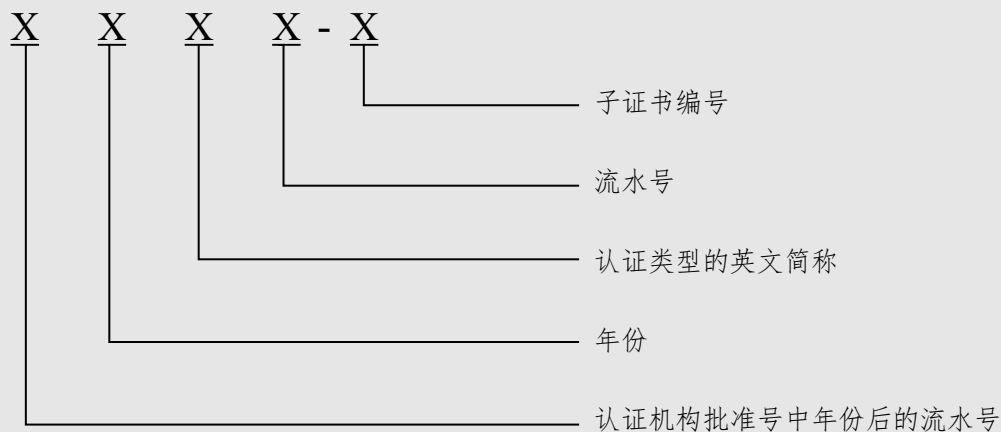 X X X X - X
子证书编号
流水号
认证类型的英文简称
年份
认证机构批准号中年份后的流水号